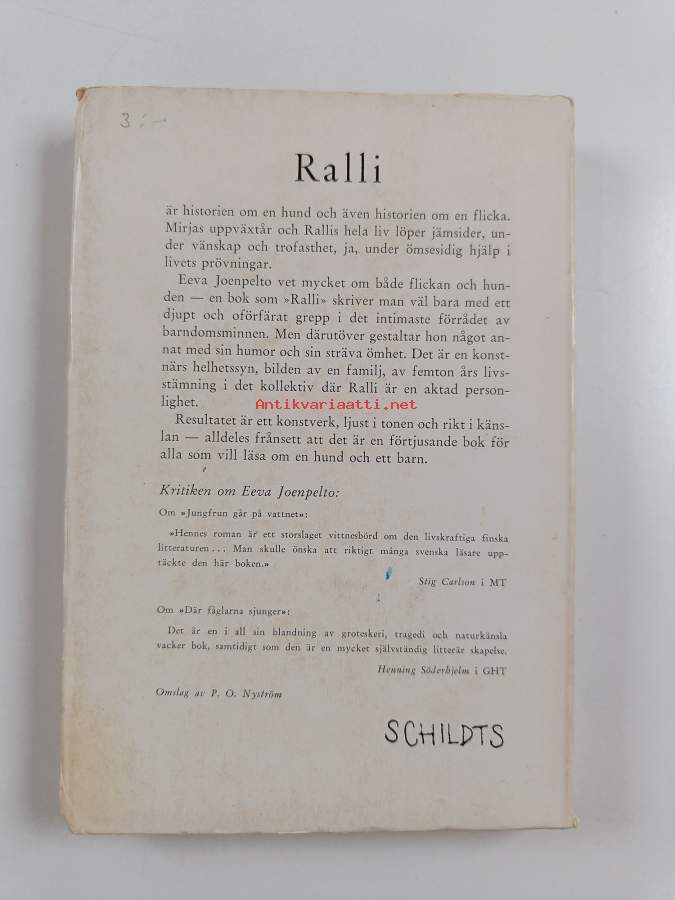 3:-
Ralli
är historien om en hund och även historien om en flicka.
Mirjas uppväxtår och Rallis hela liv löper jämsides, un-
der vänskap och trofasthet, ja, under ömsesidig hjälp i
livets prövningar.
Eeva Joenpelto vet mycket om både flickan och hun-
den — en bok som »Ralli» skriver man väl bara med ett
djupt och oförfärat grepp i det intimaste förrådet av
barndomsminnen. Men därutöver gestaltar hon något an-
nat med sin humor och sin sträva ömhet. Det är en konst-
närs helhetssyn, bilden av en familj, av femton års livs-
stämning i det kollektiv där Ralli är en aktad person-
lighet.
Antikvariaatti.net
Resultatet är ett konstverk, ljust i tonen och rikt i käns-
lan — alldeles frånsett att det är en förtjusande bok för
alla som vill läsa om en hund och ett barn.
Kritiken om Eeva Joenpelto:
Om »Jungfrun går på vattnet»:
»Hennes roman är ett storslaget vittnesbörd om den livskraftiga finska
litteraturen... Man skulle önska att riktigt många svenska läsare upp-
täckte den här boken.»
Stig Carlson i MT
Om »Där fåglarna sjunger»:
Det är en i all sin blandning av groteskeri, tragedi och naturkänsla
vacker bok, samtidigt som den är en mycket självständig litterär skapelse.
Henning Söderhjelm i GHT
Omslag av P. O. Nyström
SCHILDTS